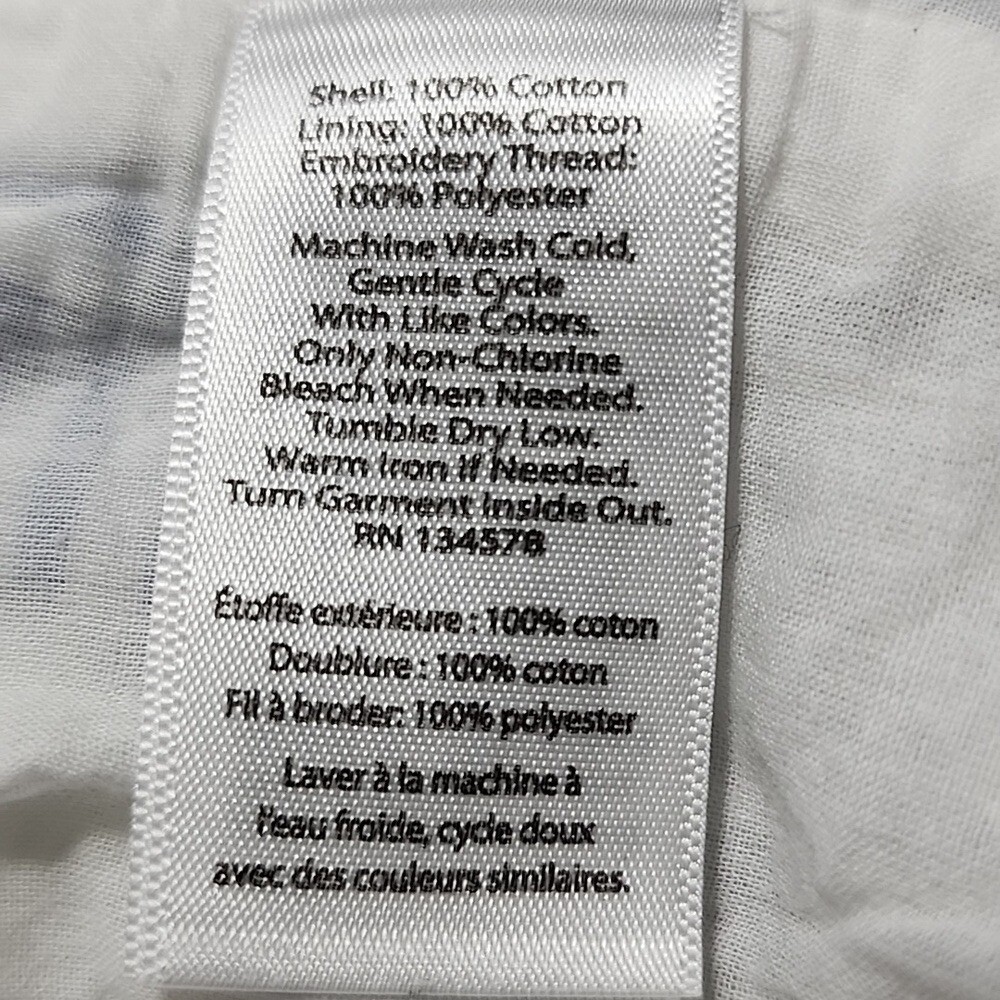 Shell: 100% Cotton
Lining: 100% Cotton
Embroidery Thread:
100% Polyester
Machine Wash Cold,
Gentle Cycle
With Like Colors.
Only Non-Chlorine
Bleach When Needed.
Tumble Dry Low.
Warm Iron If Needed.
Turn Garment Inside Out.
RN 134578
Étoffe extérieure : 100% coton
Doublure : 100% coton
Fil à broder: 100% polyester
Laver à la machine à
l'eau froide, cycle doux
avec des couleurs similaires.